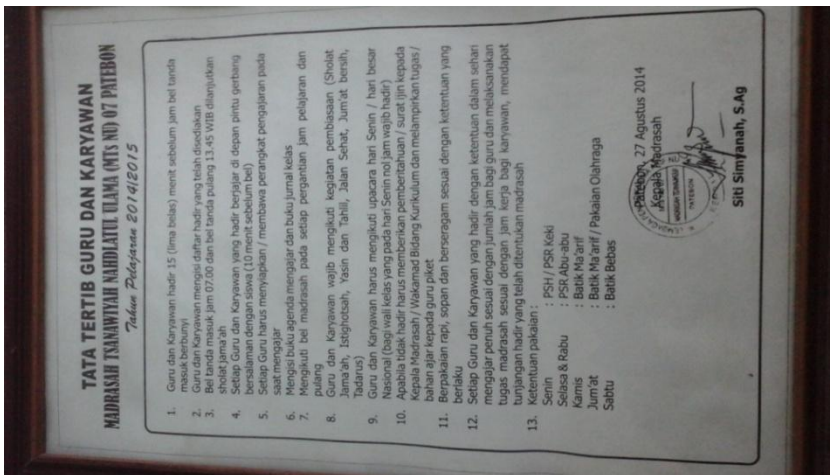 TATA TERTIB GURU DAN KARYAWAN
MADRASAH TSANAWIYAH NAHDLATUL ULAMA (MTs NU) 07 PATEBON
Tahun Pelajaran 2014/2015
1. Guru dan Karyawan hadir 15 (lima belas) menit sebelum jam bel tanda
masuk berbunyi
2. Guru dan Karyawan mengisi daftar hadir yang telah disediakan
3. Bel tanda masuk jam 07.00 dan bel tanda pulang 13.45 WIB dilanjutkan
sholat jama'ah
4. Setiap Guru dan Karyawan yang hadir berjajar di depan pintu gerbang
bersalaman dengan siswa (10 menit sebelum bel)
5. Setiap Guru harus menyiapkan / membawa perangkat pengajaran pada
saat mengajar
6. Mengisi buku agenda mengajar dan buku jurnal kelas
7. Mengikuti bel madrasah pada setiap pergantian jam pelajaran dan
pulang
8. Guru dan Karyawan wajib mengikuti kegiatan pembiasaan (Sholat
Jama'ah, Istighotsah, Yasin dan Tahlil, Jalan Sehat, Jum'at bersih,
Tadarus)
9. Guru dan Karyawan harus mengikuti upacara hari Senin / hari besar
Nasional (bagi wali kelas yang pada hari Senin nol jam wajib hadir)
10. Apabila tidak hadir harus memberikan pemberitahuan / surat ijin kepada
Kepala Madrasah / Wakamad Bidang Kurikulum dan melampirkan tugas /
bahan ajar kepada guru piket
11. Berpakaian rapi, sopan dan berseragam sesuai dengan ketentuan yang
berlaku
12. Setiap Guru dan Karyawan yang hadir dengan ketentuan dalam sehari
mengajar penuh sesuai dengan jumlah jam bagi guru dan melaksanakan
tugas madrasah sesuai dengan jam kerja bagi karyawan, mendapat
tunjangan hadir yang telah ditentukan madrasah
13. Ketentuan pakaian :
Senin : PSH / PSR Keki
Selasa & Rabu : PSR Abu-abu
Kamis : Batik Ma'arif
Jum'at : Batik Ma'arif / Pakaian Olahraga
Sabtu : Batik Bebas
Patebon, 27 Agustus 2014
Kepala Madrasah
PATEBON
Siti Simyanah, S.Ag